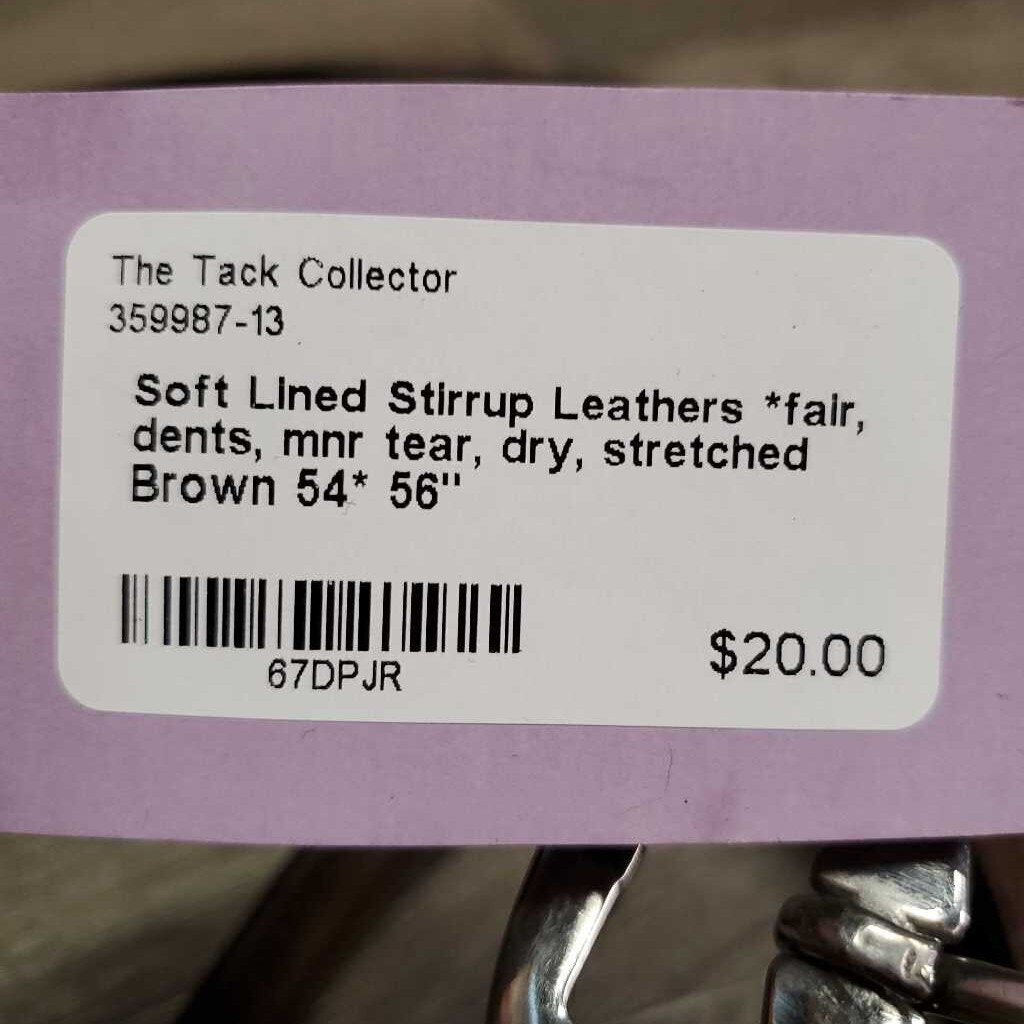 The Tack Collector
359987-13
Soft Lined Stirrup Leathers *fair,
dents, mnr tear, dry, stretched
Brown 54* 56"
67DPJR
$20.00